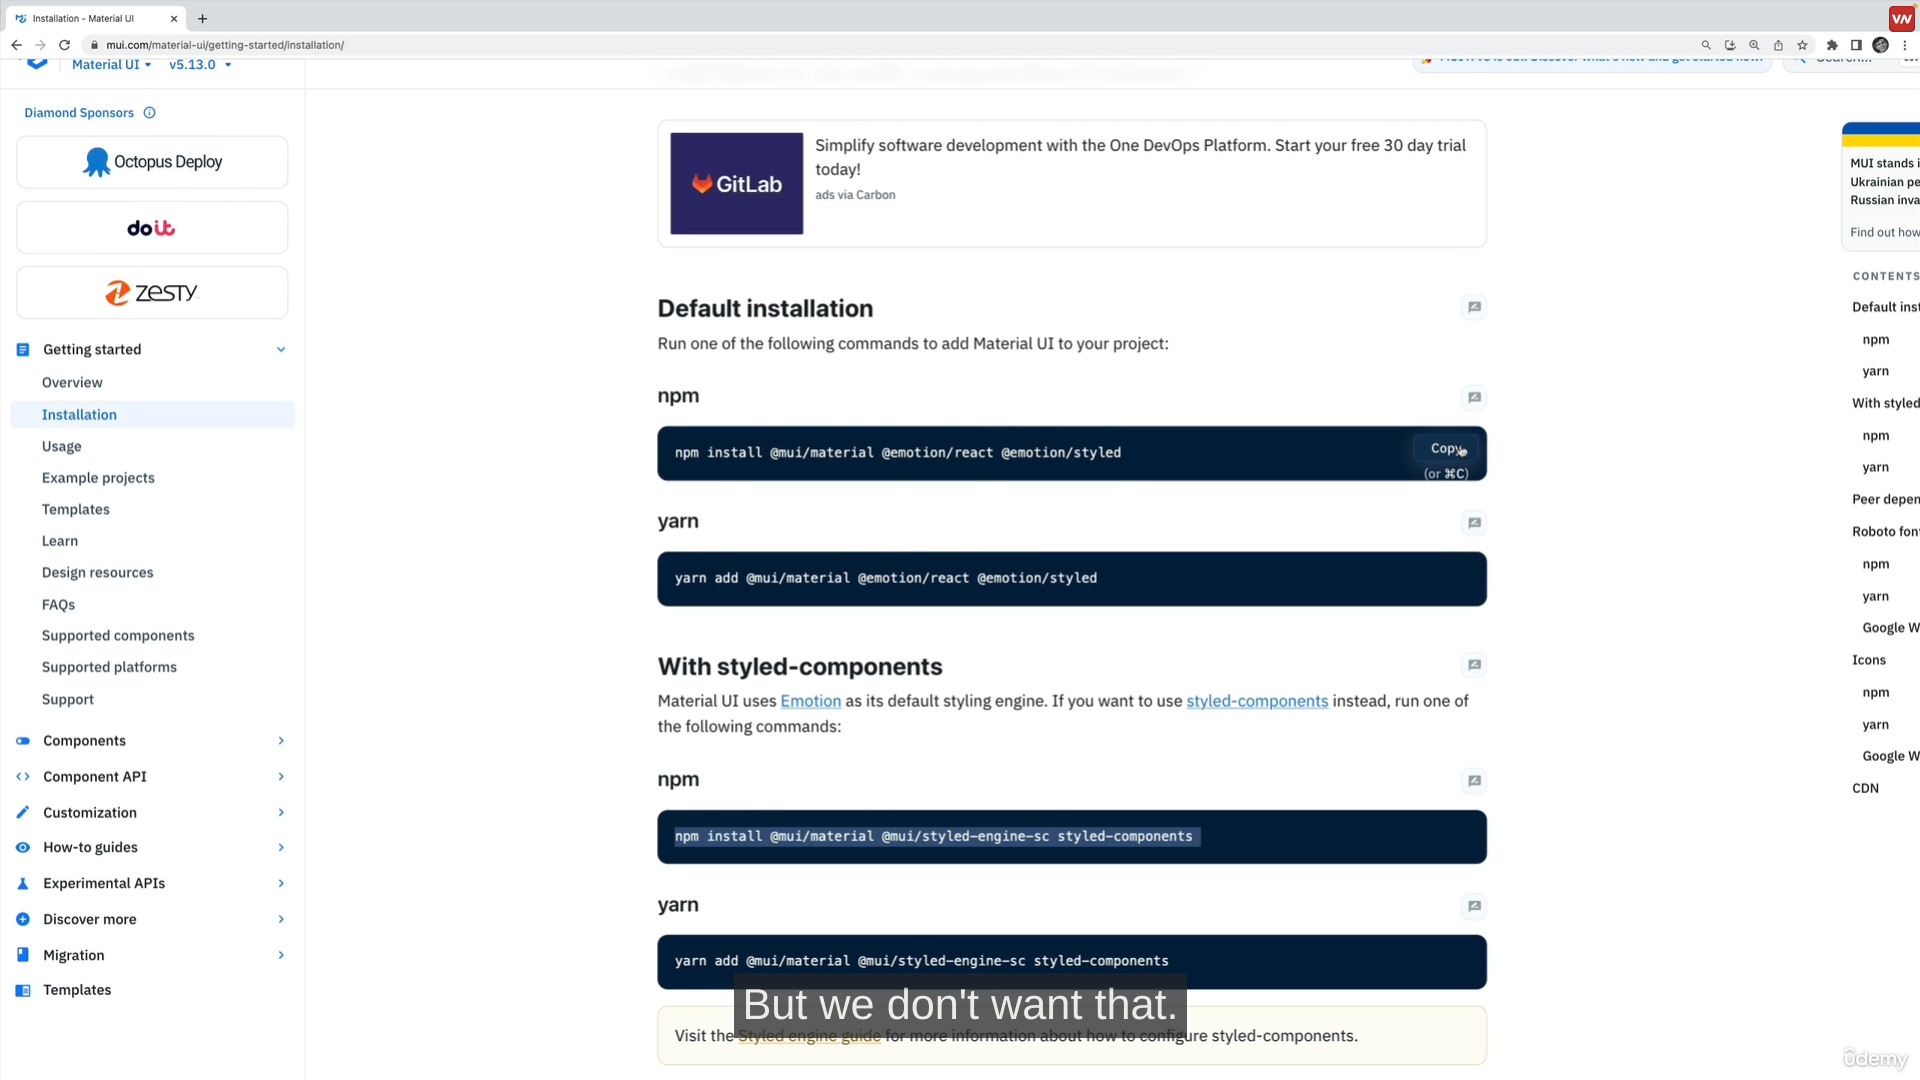 Installation - Material UI
VW
mui.com/material-ui/getting-started/installation/
Material UI
v5.13.0
Search...
Diamond Sponsors
Octopus Deploy
doit
ZESTY
Getting started
Overview
Installation
Usage
Example projects
Templates
Learn
Design resources
FAQs
Supported components
Supported platforms
Support
Components
Component API
Customization
How-to guides
Experimental APIs
Discover more
Migration
Templates
GitLab
Simplify software development with the One DevOps Platform. Start your free 30 day trial
today!
ads via Carbon
Default installation
Run one of the following commands to add Material UI to your project:
npm
npm install @mui/material @emotion/react @emotion/styled
Copy
(or ⌘C)
yarn
yarn add @mui/material @emotion/react @emotion/styled
With styled-components
Material UI uses Emotion as its default styling engine. If you want to use styled-components instead, run one of
the following commands:
npm
npm install @mui/material @mui/styled-engine-sc styled-components
yarn
yarn add @mui/material @mui/styled-engine-sc styled-components
But we don't want that.
Visit the Styled engine guide for more information about how to configure styled-components.
MUI stands i
Ukrainian pe
Russian inva
Find out how
CONTENTS
Default inst
npm
yarn
With styled
npm
yarn
Peer depen
Roboto font
npm
yarn
Google W
Icons
npm
yarn
Google W
CDN
ûdemy